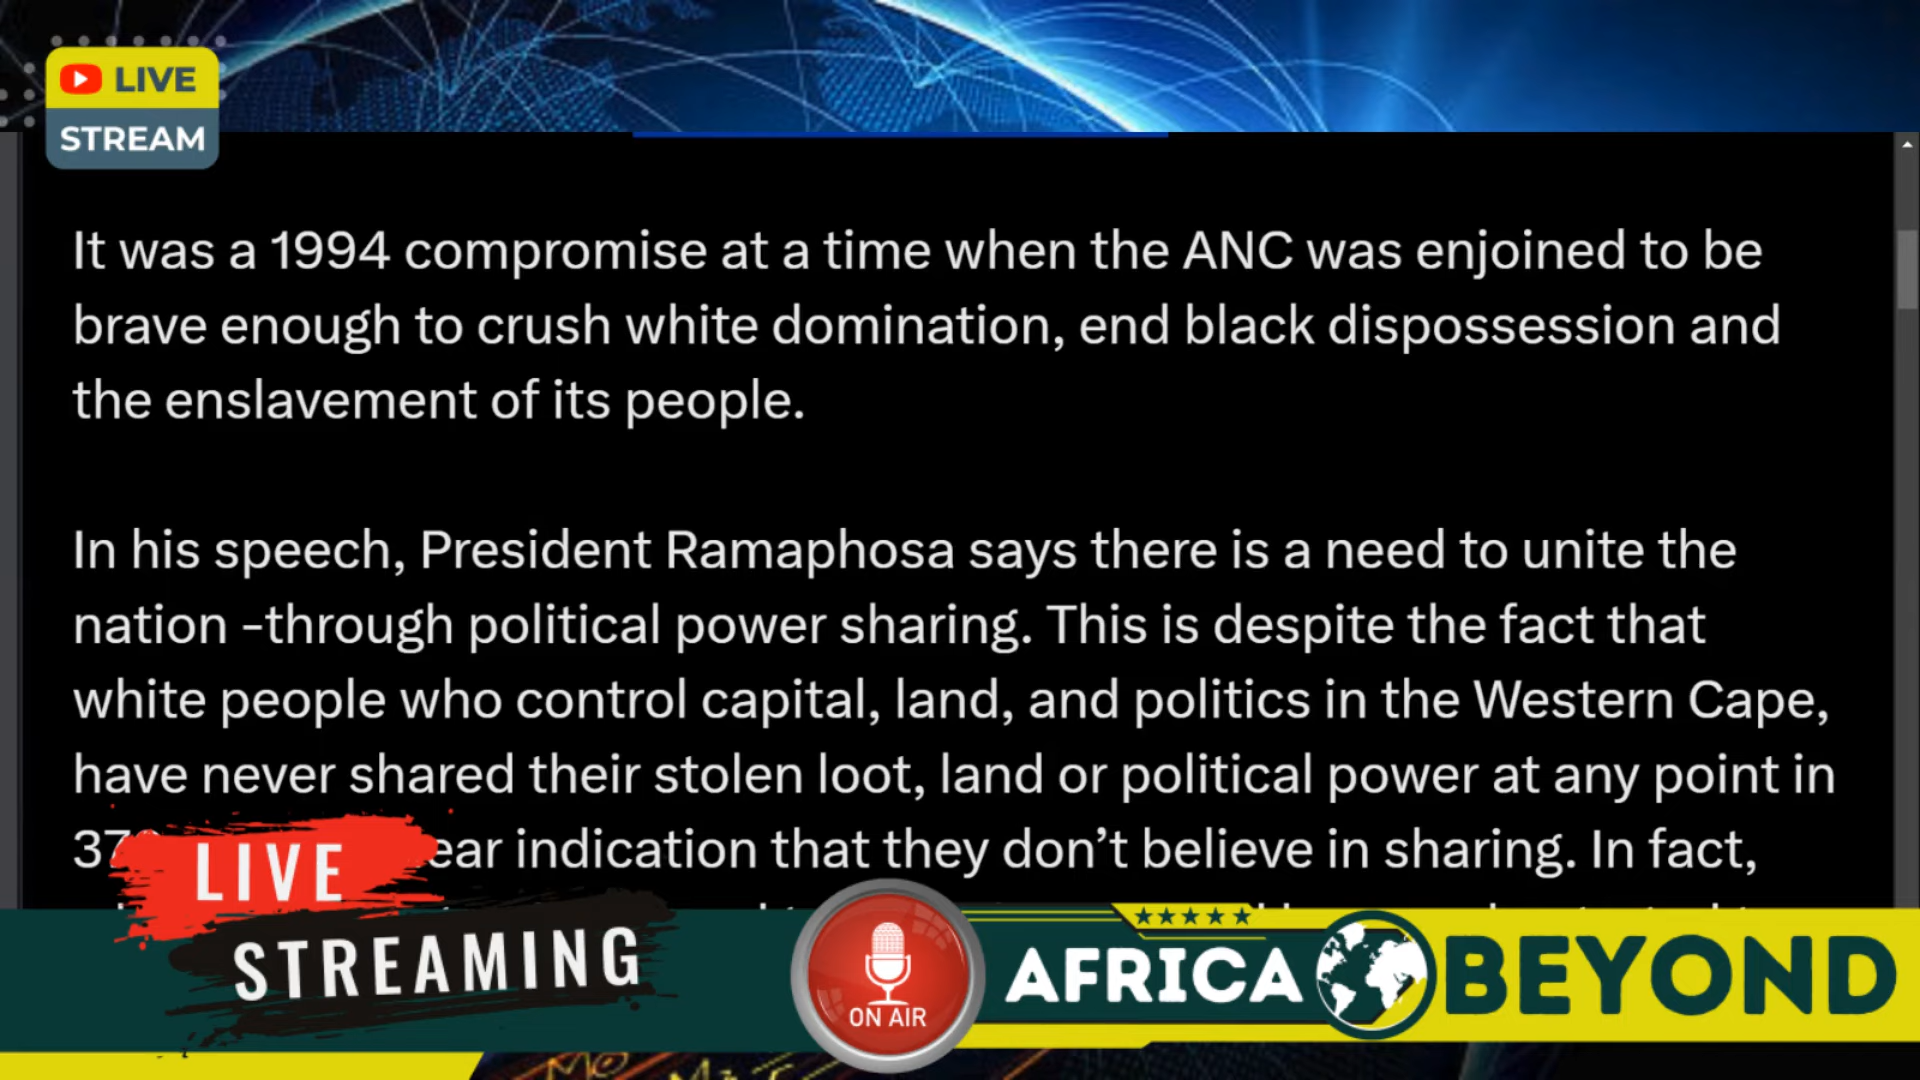 LIVE
STREAM
It was a 1994 compromise at a time when the ANC was enjoined to be
brave enough to crush white domination, end black dispossession and
the enslavement of its people.
In his speech, President Ramaphosa says there is a need to unite the
nation -through political power sharing. This is despite the fact that
white people who control capital, land, and politics in the Western Cape,
have never shared their stolen loot, land or political power at any point in
indication that they don't believe in sharing. In fact,
LIVE
STREAMING
ON AIR
AFRICA BEYOND